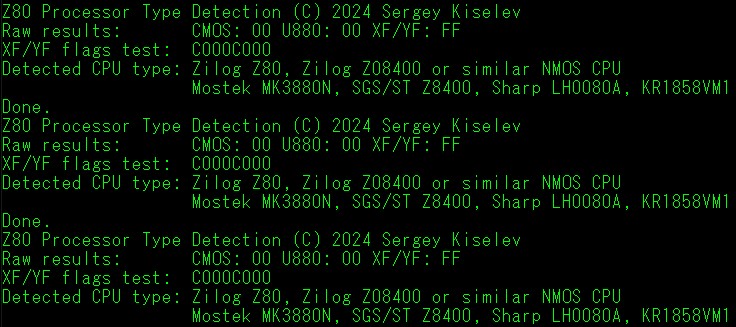 Z80 Processor Type Detection (C) 2024 Sergey Kiselev
Raw results:       CMOS: 00 U880: 00 XF/YF: FF
XF/YF flags test:  C000C000
Detected CPU type: Zilog Z80, Zilog Z08400 or similar NMOS CPU
                   Mostek MK3880N, SGS/ST Z8400, Sharp LH0080A, KR1858VM1
Done.
Z80 Processor Type Detection (C) 2024 Sergey Kiselev
Raw results:       CMOS: 00 U880: 00 XF/YF: FF
XF/YF flags test:  C000C000
Detected CPU type: Zilog Z80, Zilog Z08400 or similar NMOS CPU
                   Mostek MK3880N, SGS/ST Z8400, Sharp LH0080A, KR1858VM1
Done.
Z80 Processor Type Detection (C) 2024 Sergey Kiselev
Raw results:       CMOS: 00 U880: 00 XF/YF: FF
XF/YF flags test:  C000C000
Detected CPU type: Zilog Z80, Zilog Z08400 or similar NMOS CPU
                   Mostek MK3880N, SGS/ST Z8400, Sharp LH0080A, KR1858VM1